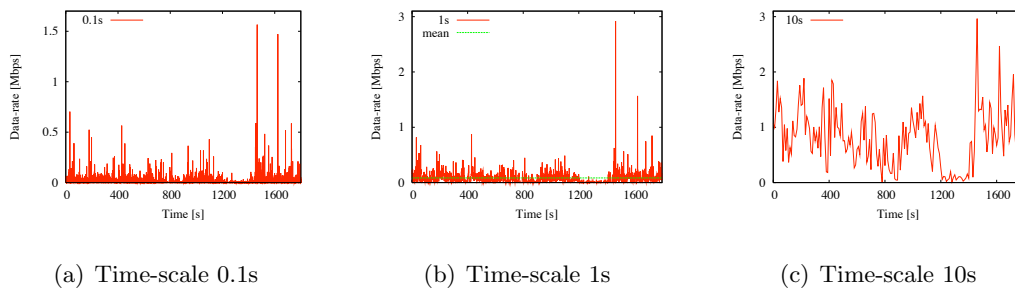 0.1s
1.5
1
0.5
0
Data-rate [Mbps]
0 400 800 1200 1600
Time [s]
(a) Time-scale 0.1s
1s
mean
3
2
1
0
Data-rate [Mbps]
0 400 800 1200 1600
Time [s]
(b) Time-scale 1s
10s
3
2
1
0
Data-rate [Mbps]
0 400 800 1200 1600
Time [s]
(c) Time-scale 10s